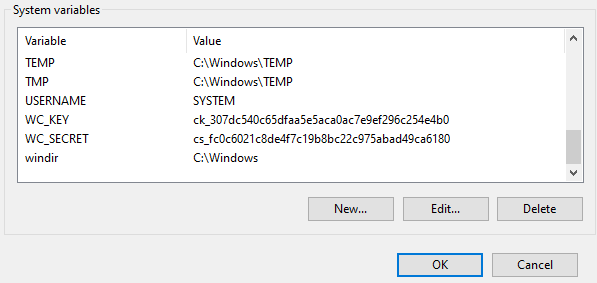 System variables
Variable Value
TEMP C:\Windows\TEMP
TMP C:\Windows\TEMP
USERNAME SYSTEM
WC_KEY ck_307dc540c65dfaa5e5aca0ac7e9ef296c254e4b0
WC_SECRET cs_fc0c6021c8de4f7c19b8bc22c975abad49ca6180
windir C:\Windows
New... Edit... Delete
OK Cancel